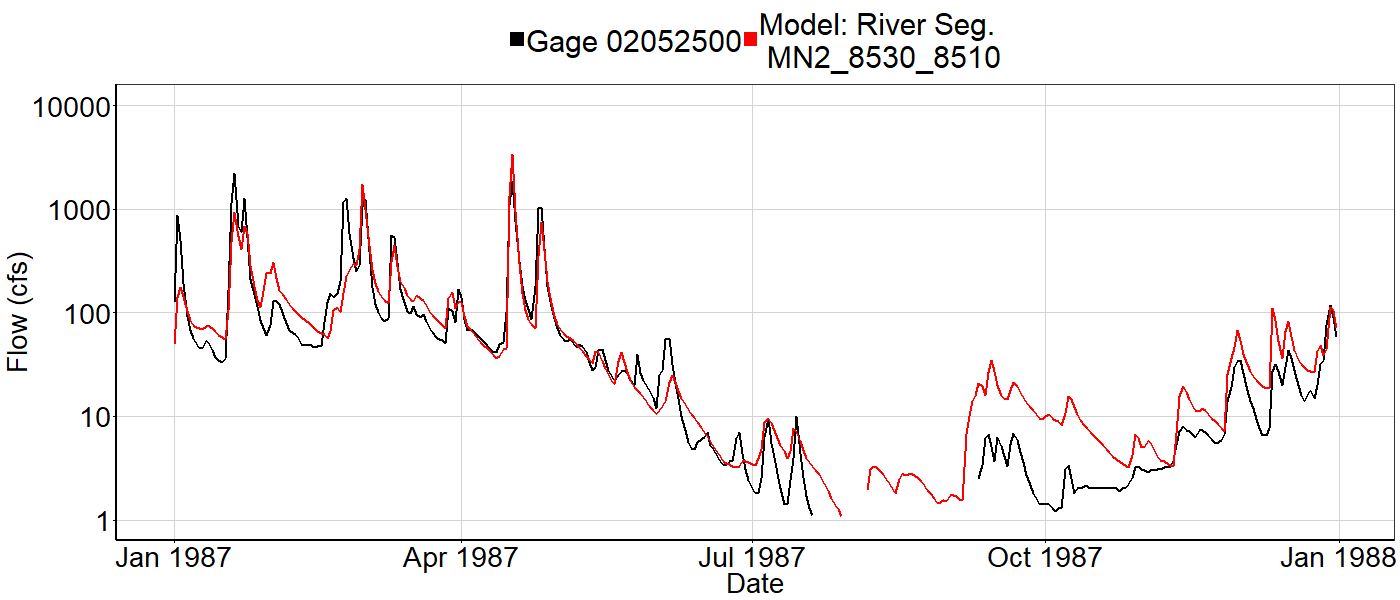 Gage 02052500
Model: River Seg.
MN2_8530_8510
Flow (cfs)
10000
1000
100
10
1
Jan 1987
Apr 1987
Jul 1987
Oct 1987
Jan 1988
Date